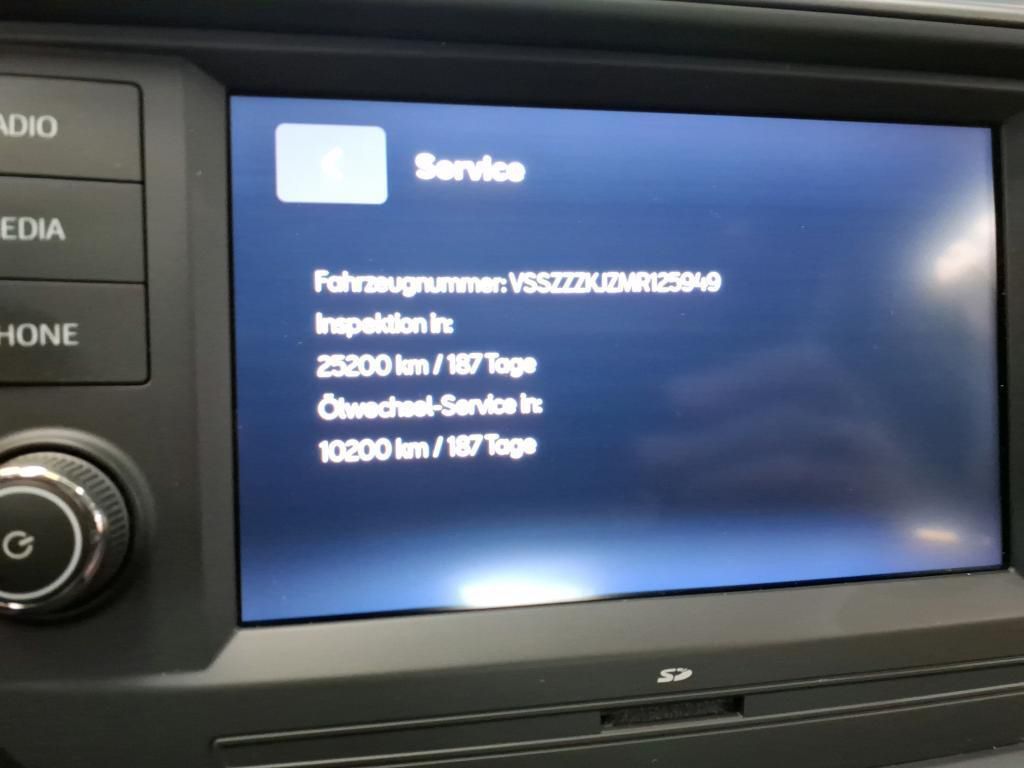 ADIO
EDIA
HONE
Service
Fahrzeugnummer: VSSZZZKJZMR125949
Inspektion in:
25200 km / 187 Tage
Ölwechsel-Service in:
10200 km / 187 Tage
SD